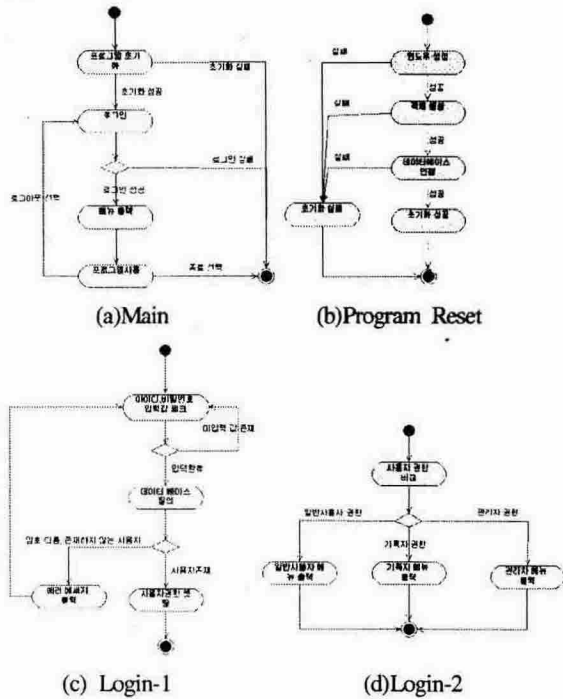 프로그램 초기
화
초기화 실패
초기화 성공
로그인
로그인 실패
로그인 성공
로그아웃 선택
메뉴 출력
프로그램사용
종료 선택
(a)Main
윈도우 생성
실패
성공
실패
성공
데이터베이스
연결
실패
성공
초기화 실패
초기화 성공
(b)Program Reset
아이디,비밀번호
입력값 체크
미입력 값 존재
입력완료
데이터 베이스
질의
암호 다름, 존재하지 않는 사용자
사용자존재
에러 메세지
출력
사용자권한 셋
팅
(c) Login-1
사용자 권한
비교
일반사용자 권한
기록자 권한
관리자 권한
일반사용자 메
뉴 출력
기록자 메뉴
출력
관리자 메뉴
출력
(d)Login-2